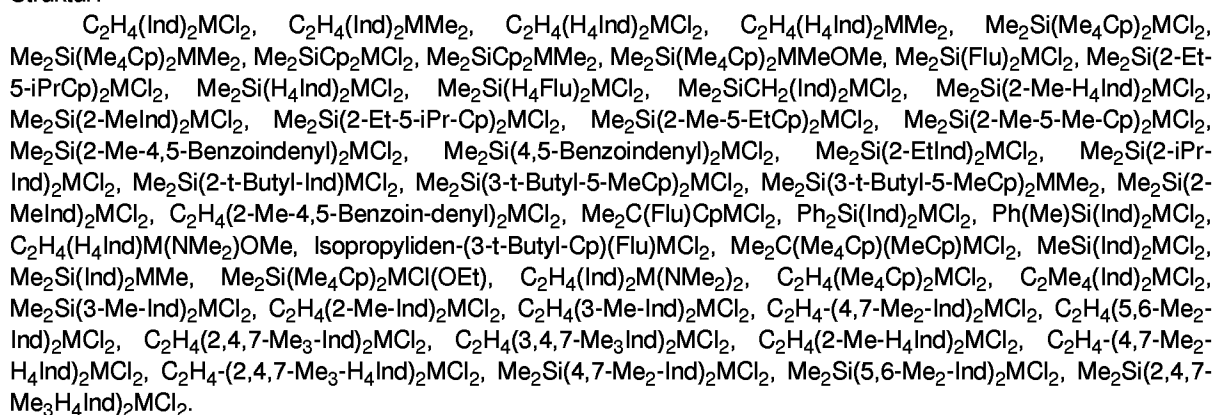 C₂H₄(Ind)₂MCl₂, C₂H₄(Ind)₂MMe₂, C₂H₄(H₄Ind)₂MCl₂, C₂H₄(H₄Ind)₂MMe₂, Me₂Si(Me₄Cp)₂MCl₂,
Me₂Si(Me₄Cp)₂MMe₂, Me₂SiCp₂MCl₂, Me₂SiCp₂MMe₂, Me₂Si(Me₄Cp)₂MMeOMe, Me₂Si(Flu)₂MCl₂, Me₂Si(2-Et-
5-iPrCp)₂MCl₂, Me₂Si(H₄Ind)₂MCl₂, Me₂Si(H₄Flu)₂MCl₂, Me₂SiCH₂(Ind)₂MCl₂, Me₂Si(2-Me-H₄Ind)₂MCl₂,
Me₂Si(2-MeInd)₂MCl₂, Me₂Si(2-Et-5-iPr-Cp)₂MCl₂, Me₂Si(2-Me-5-EtCp)₂MCl₂, Me₂Si(2-Me-5-Me-Cp)₂MCl₂,
Me₂Si(2-Me-4,5-Benzoindenyl)₂MCl₂, Me₂Si(4,5-Benzoindenyl)₂MCl₂, Me₂Si(2-EtInd)₂MCl₂, Me₂Si(2-iPr-
Ind)₂MCl₂, Me₂Si(2-t-Butyl-Ind)MCl₂, Me₂Si(3-t-Butyl-5-MeCp)₂MCl₂, Me₂Si(3-t-Butyl-5-MeCp)₂MMe₂, Me₂Si(2-
MeInd)₂MCl₂, C₂H₄(2-Me-4,5-Benzoin-denyl)₂MCl₂, Me₂C(Flu)CpMCl₂, Ph₂Si(Ind)₂MCl₂, Ph(Me)Si(Ind)₂MCl₂,
C₂H₄(H₄Ind)M(NMe₂)OMe, Isopropyliden-(3-t-Butyl-Cp)(Flu)MCl₂, Me₂C(Me₄Cp)(MeCp)MCl₂, MeSi(Ind)₂MCl₂,
Me₂Si(Ind)₂MMe, Me₂Si(Me₄Cp)₂MCl(OEt), C₂H₄(Ind)₂M(NMe₂)₂, C₂H₄(Me₄Cp)₂MCl₂, C₂Me₄(Ind)₂MCl₂,
Me₂Si(3-Me-Ind)₂MCl₂, C₂H₄(2-Me-Ind)₂MCl₂, C₂H₄(3-Me-Ind)₂MCl₂, C₂H₄-(4,7-Me₂-Ind)₂MCl₂, C₂H₄(5,6-Me₂-
Ind)₂MCl₂, C₂H₄(2,4,7-Me₃-Ind)₂MCl₂, C₂H₄(3,4,7-Me₃Ind)₂MCl₂, C₂H₄(2-Me-H₄Ind)₂MCl₂, C₂H₄-(4,7-Me₂-
H₄Ind)₂MCl₂, C₂H₄-(2,4,7-Me₃-H₄Ind)₂MCl₂, Me₂Si(4,7-Me₂-Ind)₂MCl₂, Me₂Si(5,6-Me₂-Ind)₂MCl₂, Me₂Si(2,4,7-
Me₃H₄Ind)₂MCl₂.